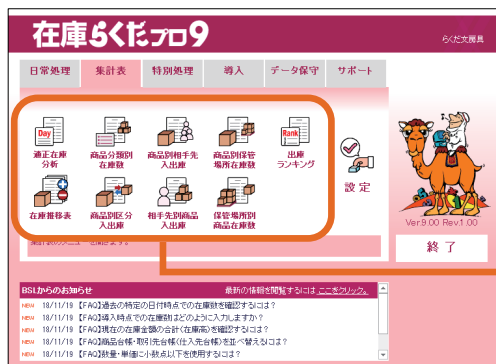 在庫らくだプロ9
らくだ文房具
日常処理 集計表 特別処理 導入 データ保守 サポート
Day
Rank
適正在庫
分析
商品分類別
在庫数
商品別相手先
入出庫
商品別保管
場所在庫数
出庫
ランキング
設定
在庫推移表
商品別区分
入出庫
相手先別商品
入出庫
保管場所別
商品在庫数
Ver.9.00 Rev.1.00
終了
集計表のメニューを開きます。
BSLからのお知らせ 最新の情報を閲覧するには ここをクリック。
NEW 18/11/19 【FAQ】過去の特定の日付時点での在庫数を確認するには？
NEW 18/11/19 【FAQ】導入時点での在庫数はどのように入力しますか？
NEW 18/11/19 【FAQ】現在の在庫金額の合計(在庫高)を確認するには？
NEW 18/11/19 【FAQ】商品台帳・取引先台帳(仕入先台帳)を並べ替えるには？
NEW 18/11/19 【FAQ】数量・単価に小数点以下を使用するには？